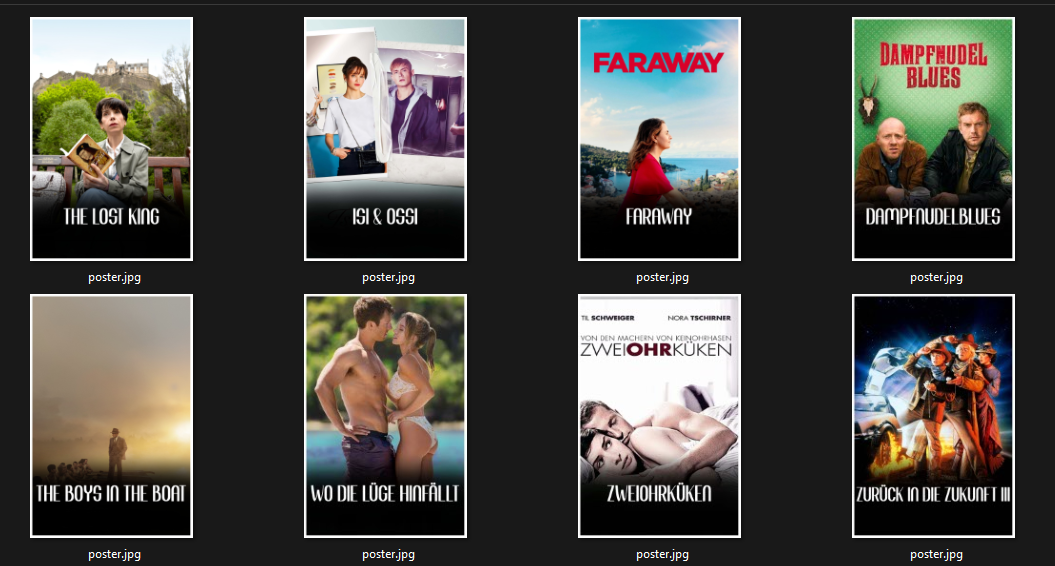 THE LOST KING
poster.jpg
ISI & OSSI
poster.jpg
FARAWAY
FARAWAY
poster.jpg
DAMPFNUDEL
BLUES
DAMPFNUDELBLUES
poster.jpg
THE BOYS IN THE BOAT
poster.jpg
WO DIE LÜGE HINFÄLLT
poster.jpg
TIL SCHWEIGER NORA TSCHIRNER
VON DEN MACHERN VON KEINOHRHASEN
ZWEIOHRKÜKEN
ZWEIOHRKÜKEN
poster.jpg
ZURÜCK IN DIE ZUKUNFT III
poster.jpg